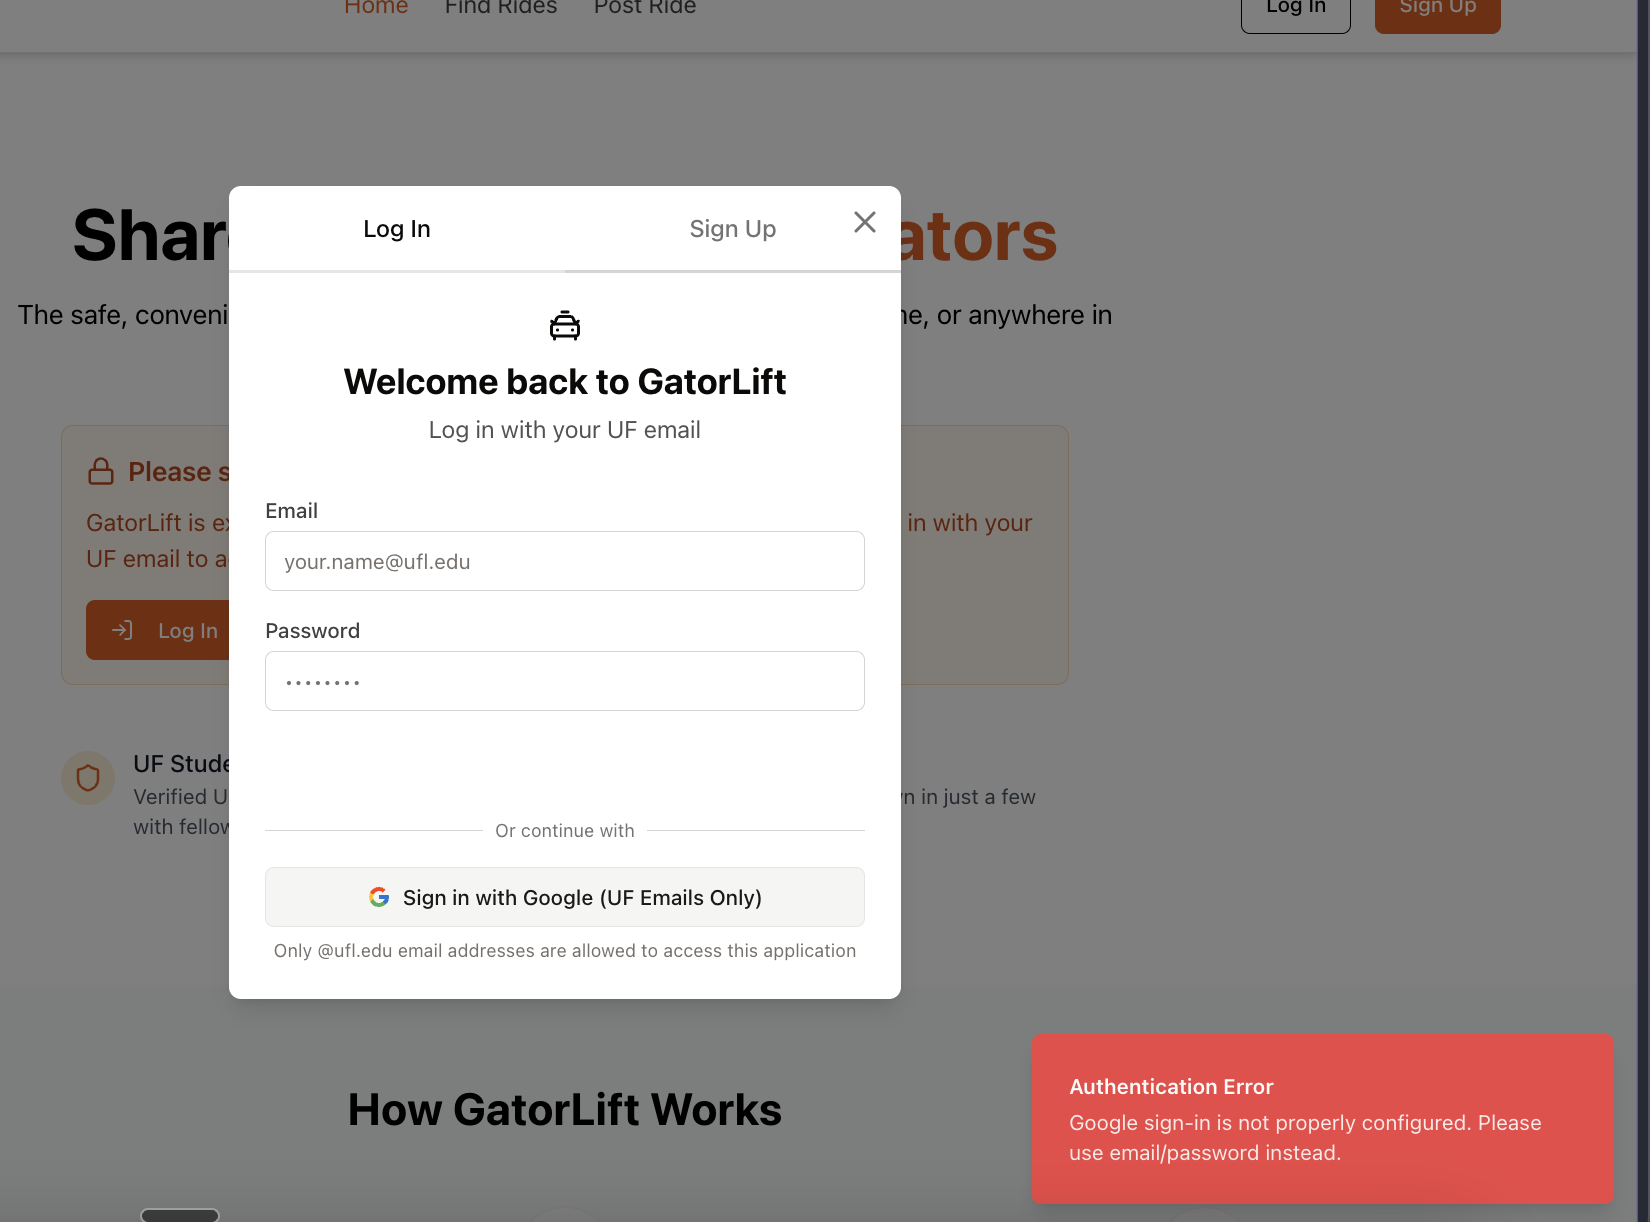 Home Find Rides Post Ride Log In Sign Up
Log In Sign Up
Shar ators
The safe, conveni ne, or anywhere in
Welcome back to GatorLift
Log in with your UF email
Please s
GatorLift is ex in with your
UF email to a
Log In
Email
your.name@ufl.edu
Password
UF Stude
Verified U n in just a few
with fellow
Or continue with
Sign in with Google (UF Emails Only)
Only @ufl.edu email addresses are allowed to access this application
How GatorLift Works
Authentication Error
Google sign-in is not properly configured. Please
use email/password instead.